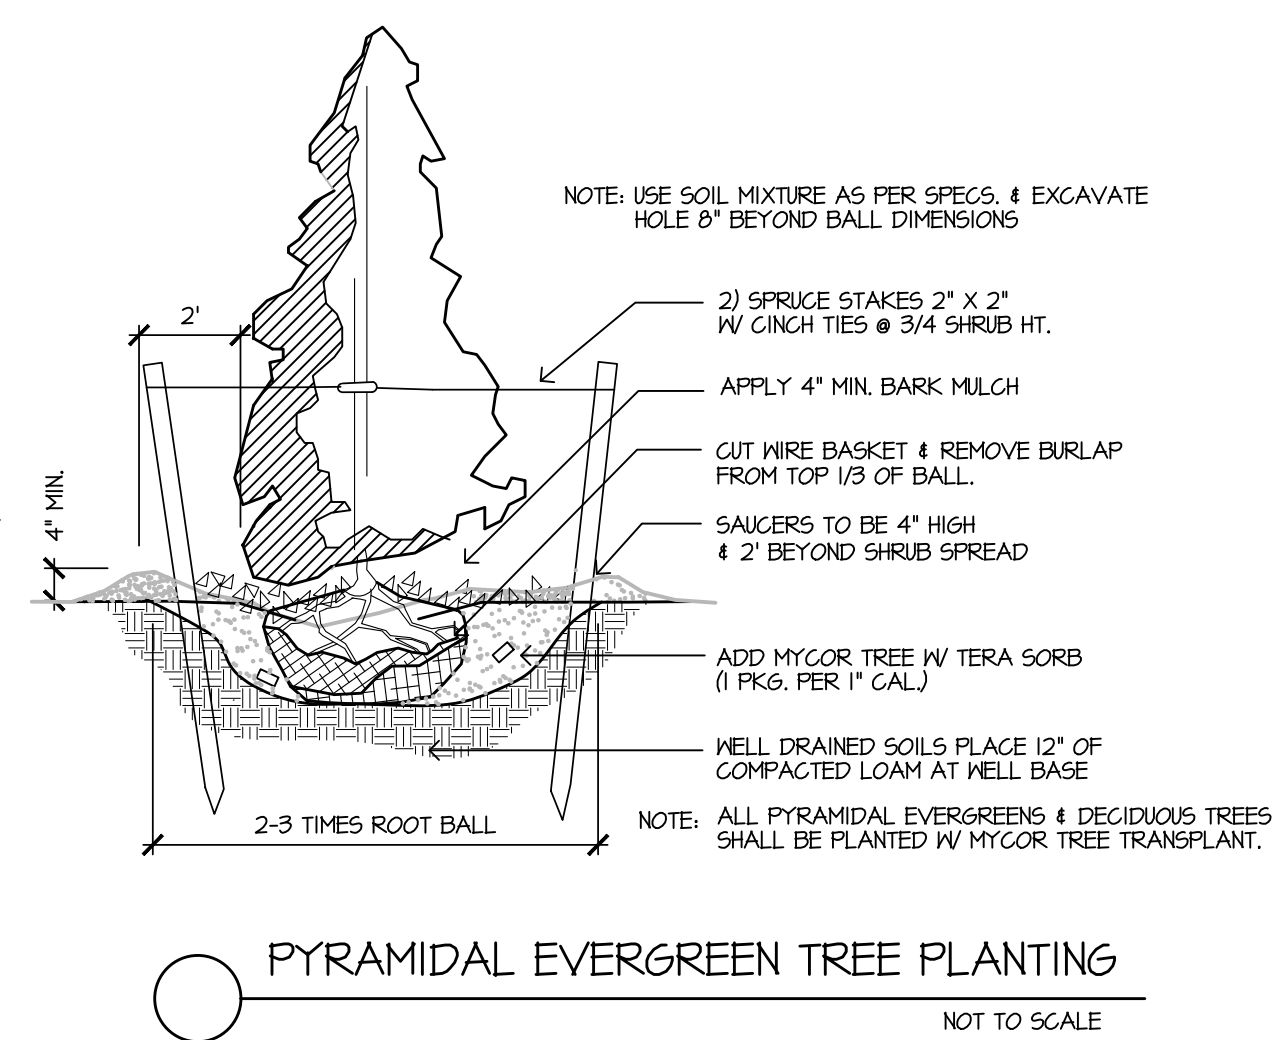 NOTE: USE SOIL MIXTURE AS PER SPECS. & EXCAVATE
HOLE 8" BEYOND BALL DIMENSIONS
2) SPRUCE STAKES 2" X 2"
W/ CINCH TIES @ 3/4 SHRUB HT.
2'
APPLY 4" MIN. BARK MULCH
CUT WIRE BASKET & REMOVE BURLAP
FROM TOP 1/3 OF BALL.
4" MIN.
SAUCERS TO BE 4" HIGH
& 2' BEYOND SHRUB SPREAD
ADD MYCOR TREE W/ TERA SORB
(1 PKG. PER 1" CAL.)
WELL DRAINED SOILS PLACE 12" OF
COMPACTED LOAM AT WELL BASE
2-3 TIMES ROOT BALL
NOTE: ALL PYRAMIDAL EVERGREENS & DECIDUOUS TREES
SHALL BE PLANTED W/ MYCOR TREE TRANSPLANT.
PYRAMIDAL EVERGREEN TREE PLANTING
NOT TO SCALE